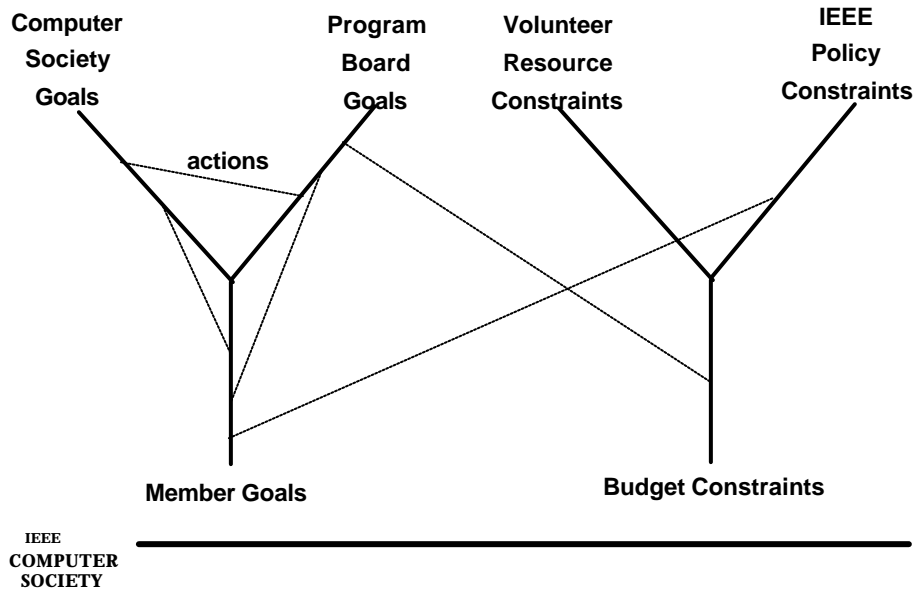 Computer
Society
Goals
Program
Board
Goals
Volunteer
Resource
Constraints
IEEE
Policy
Constraints
actions
Member Goals
Budget Constraints
IEEE
COMPUTER
SOCIETY